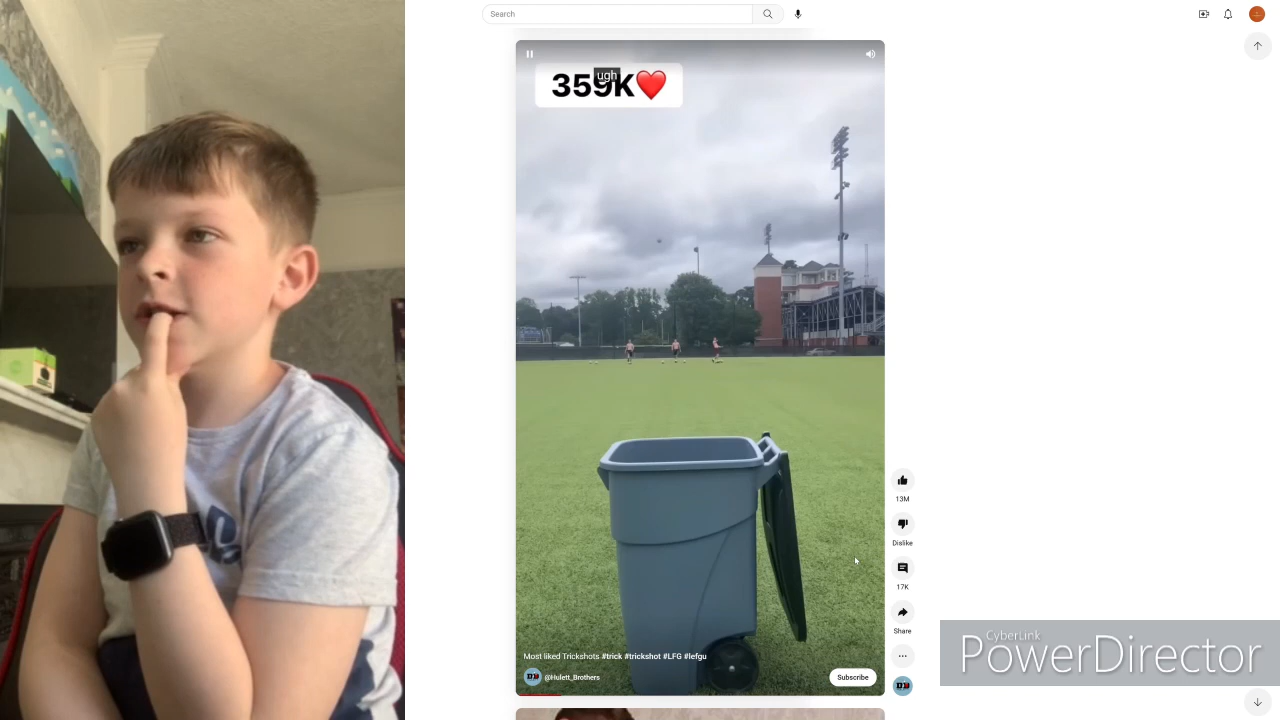 Search
359K❤️
ugh
13M
Dislike
17K
Share
Most liked Trickshots #trick #trickshot #LFG #lefgu
@Hulett_Brothers
Subscribe
CyberLink
PowerDirector